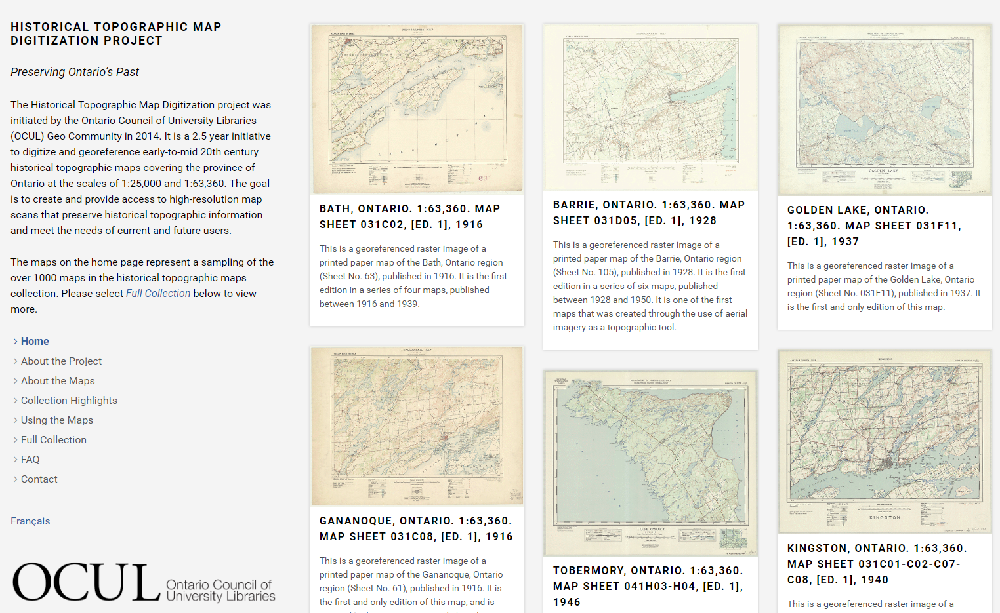 HISTORICAL TOPOGRAPHIC MAP
DIGITIZATION PROJECT
Preserving Ontario's Past
The Historical Topographic Map Digitization project was
initiated by the Ontario Council of University Libraries
(OCUL) Geo Community in 2014. It is a 2.5 year initiative
to digitize and georeference early-to-mid 20th century
historical topographic maps covering the province of
Ontario at the scales of 1:25,000 and 1:63,360. The goal
is to create and provide access to high-resolution map
scans that preserve historical topographic information
and meet the needs of current and future users.
The maps on the home page represent a sampling of the
over 1000 maps in the historical topographic maps
collection. Please select Full Collection below to view
more.
Home
About the Project
About the Maps
Collection Highlights
Using the Maps
Full Collection
FAQ
Contact
Français
OCUL Ontario Council of
University Libraries
TOPOGRAPHIC MAP
LAKE ONT
63
BATH, ONTARIO. 1:63,360. MAP
SHEET 031C02, [ED. 1], 1916
This is a georeferenced raster image of a
printed paper map of the Bath, Ontario region
(Sheet No. 63), published in 1916. It is the first
edition in a series of four maps, published
between 1916 and 1939.
TOPOGRAPHIC MAP
GANANOQUE, ONTARIO. 1:63,360.
MAP SHEET 031C08, [ED. 1], 1916
This is a georeferenced raster image of a
printed paper map of the Gananoque, Ontario
region (Sheet No. 61), published in 1916. It is
the first and only edition of this map, and is
TOPOGRAPHIC MAP
BARRIE, ONTARIO. 1:63,360. MAP
SHEET 031D05, [ED. 1], 1928
This is a georeferenced raster image of a
printed paper map of the Barrie, Ontario region
(Sheet No. 105), published in 1928. It is the first
edition in a series of six maps, published
between 1928 and 1950. It is one of the first
maps that was created through the use of aerial
imagery as a topographic tool.
TOBERMORY
TOBERMORY, ONTARIO. 1:63,360.
MAP SHEET 041H03-H04, [ED. 1],
1946
GOLDEN LAKE
GOLDEN LAKE, ONTARIO.
1:63,360. MAP SHEET 031F11,
[ED. 1], 1937
This is a georeferenced raster image of a
printed paper map of the Golden Lake, Ontario
region (Sheet No. 031F11), published in 1937. It
is the first and only edition of this map.
KINGSTON
KINGSTON
KINGSTON, ONTARIO. 1:63,360.
MAP SHEET 031C01-C02-C07-
C08, [ED. 1], 1940
This is a georeferenced raster image of a